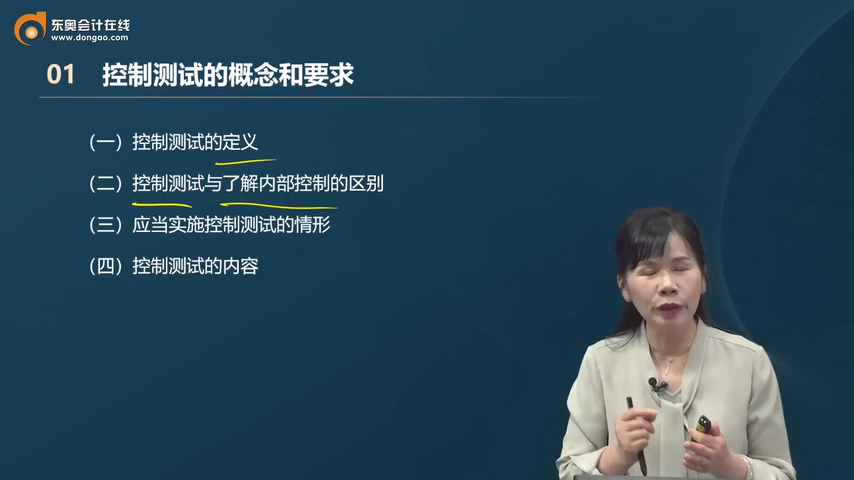 东奥会计在线
www.dongao.com
01 控制测试的概念和要求
（一）控制测试的定义
（二）控制测试与了解内部控制的区别
（三）应当实施控制测试的情形
（四）控制测试的内容